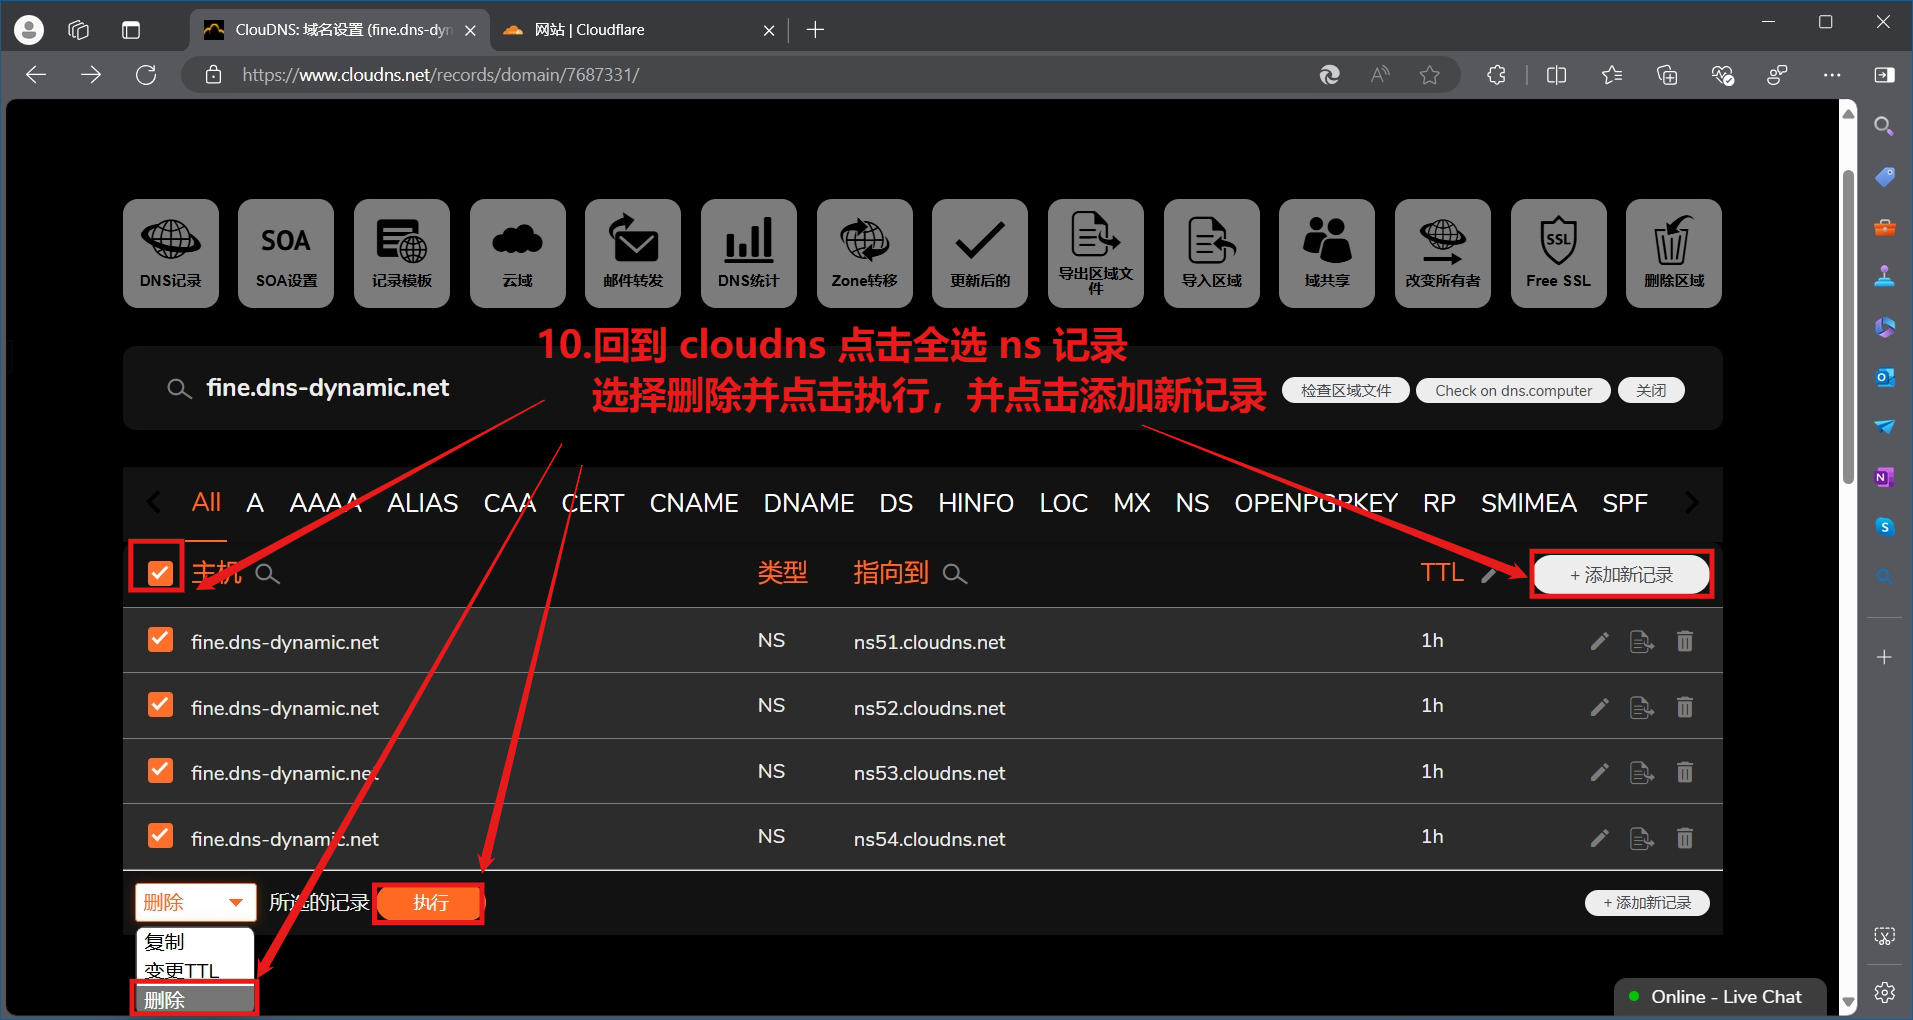 ClouDNS: 域名设置 (fine.dns-dyn
网站 | Cloudflare
https://www.cloudns.net/records/domain/7687331/
DNS记录
SOA
SOA设置
记录模板
云域
邮件转发
DNS统计
Zone转移
更新后的
导出区域文件
导入区域
域共享
改变所有者
SSL
Free SSL
删除区域
10.回到 cloudns 点击全选 ns 记录
选择删除并点击执行，并点击添加新记录
fine.dns-dynamic.net
检查区域文件
Check on dns.computer
关闭
All A AAAA ALIAS CAA CERT CNAME DNAME DS HINFO LOC MX NS OPENPGPKEY RP SMIMEA SPF
主机 类型 指向到 TTL + 添加新记录
fine.dns-dynamic.net NS ns51.cloudns.net 1h
fine.dns-dynamic.net NS ns52.cloudns.net 1h
fine.dns-dynamic.net NS ns53.cloudns.net 1h
fine.dns-dynamic.net NS ns54.cloudns.net 1h
删除 所选的记录 执行 + 添加新记录
复制
变更TTL
删除
Online - Live Chat